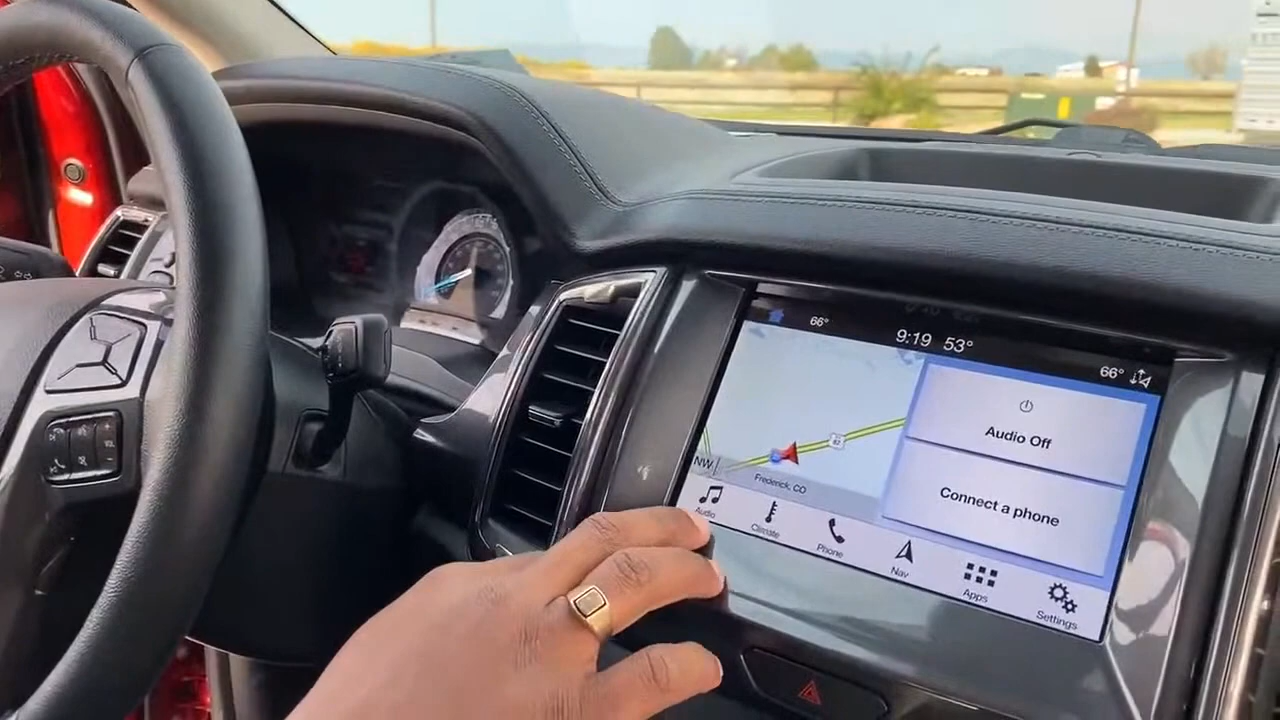 66°
9:19 53°
66°
Audio Off
Connect a phone
NW
Frederick, CO
Audio
Climate
Phone
Nav
Apps
Settings